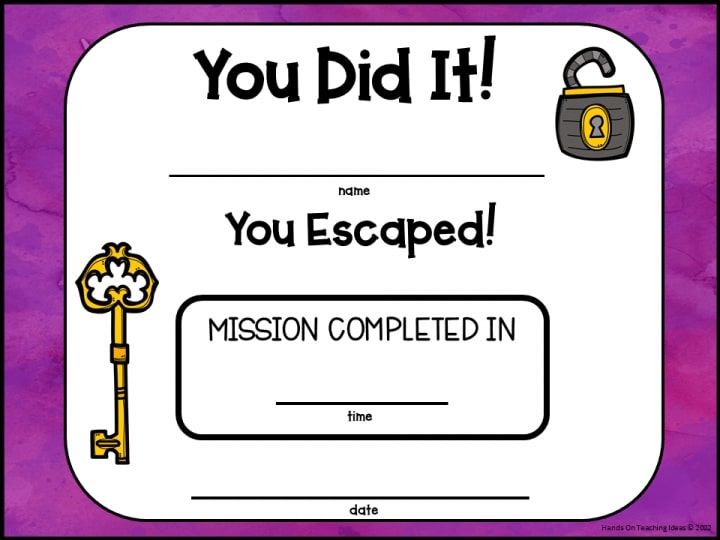 You Did It!
name
You Escaped!
MISSION COMPLETED IN
time
date
Hands On Teaching Ideas © 2022